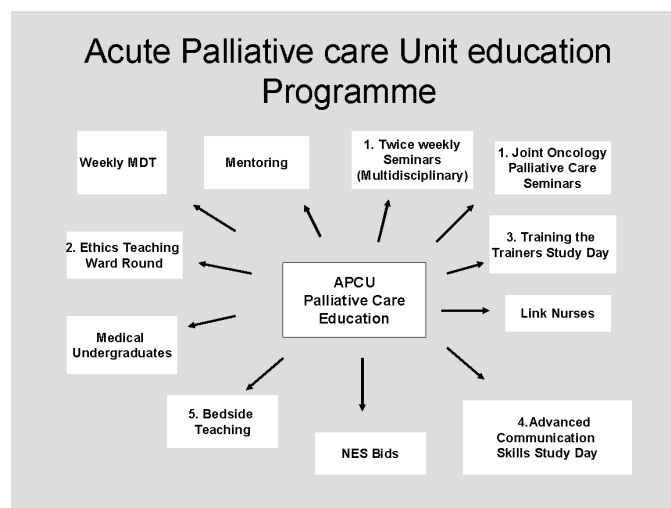 Acute Palliative care Unit education
Programme
Weekly MDT
Mentoring
1. Twice weekly
Seminars
(Multidisciplinary)
1. Joint Oncology
Palliative Care
Seminars
2. Ethics Teaching
Ward Round
3. Training the
Trainers Study Day
APCU
Palliative Care
Education
Link Nurses
Medical
Undergraduates
5. Bedside
Teaching
NES Bids
4.Advanced
Communication
Skills Study Day